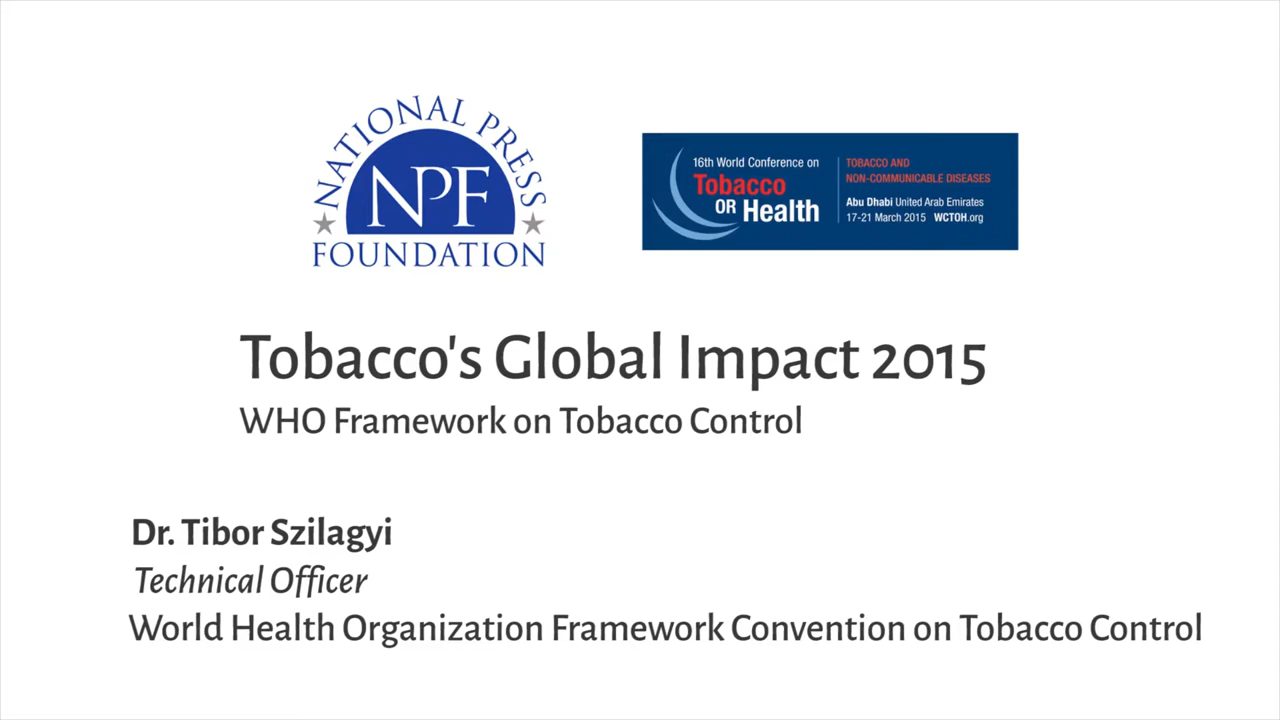 NATIONAL PRESS
NPF
FOUNDATION
16th World Conference on
Tobacco
OR Health
TOBACCO AND
NON-COMMUNICABLE DISEASES
Abu Dhabi United Arab Emirates
17-21 March 2015 WCTOH.org
Tobacco's Global Impact 2015
WHO Framework on Tobacco Control
Dr. Tibor Szilagyi
Technical Officer
World Health Organization Framework Convention on Tobacco Control